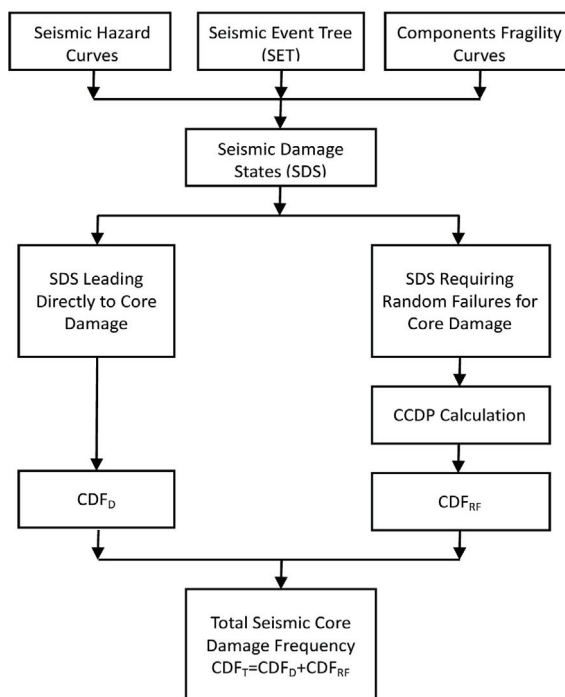 Seismic Hazard
Curves
Seismic Event Tree
(SET)
Components Fragility
Curves
Seismic Damage
States (SDS)
SDS Leading
Directly to Core
Damage
SDS Requiring
Random Failures for
Core Damage
CCDP Calculation
CDF_D
CDF_RF
Total Seismic Core
Damage Frequency
CDF_T=CDF_D+CDF_RF